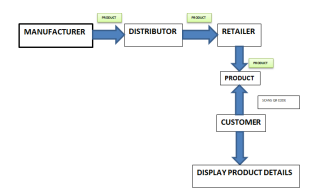 PRODUCT
PRODUCT
MANUFACTURER
DISTRIBUTOR
RETAILER
PRODUCT
PRODUCT
CUSTOMER
DISPLAY PRODUCT DETAILS